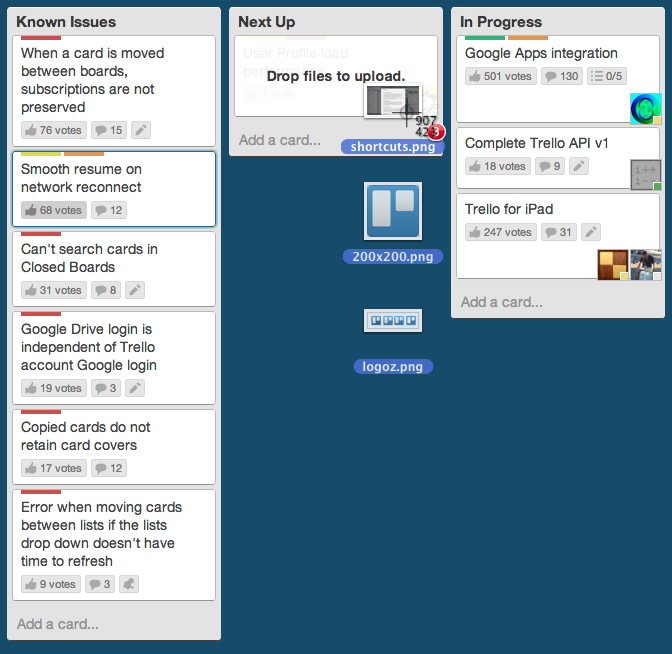 Known Issues
When a card is moved
between boards,
subscriptions are not
preserved
76 votes
15
Smooth resume on
network reconnect
68 votes
12
Can't search cards in
Closed Boards
31 votes
8
Google Drive login is
independent of Trello
account Google login
19 votes
3
Copied cards do not
retain card covers
17 votes
12
Error when moving cards
between lists if the lists
drop down doesn't have
time to refresh
9 votes
3
Add a card...
Next Up
User Profile load
Drop files to upload.
907
3
shortcuts.png
Add a card...
200x200.png
logoz.png
In Progress
Google Apps integration
501 votes
130
0/5
Complete Trello API v1
18 votes
9
1++
1--
Trello for iPad
247 votes
31
Add a card...